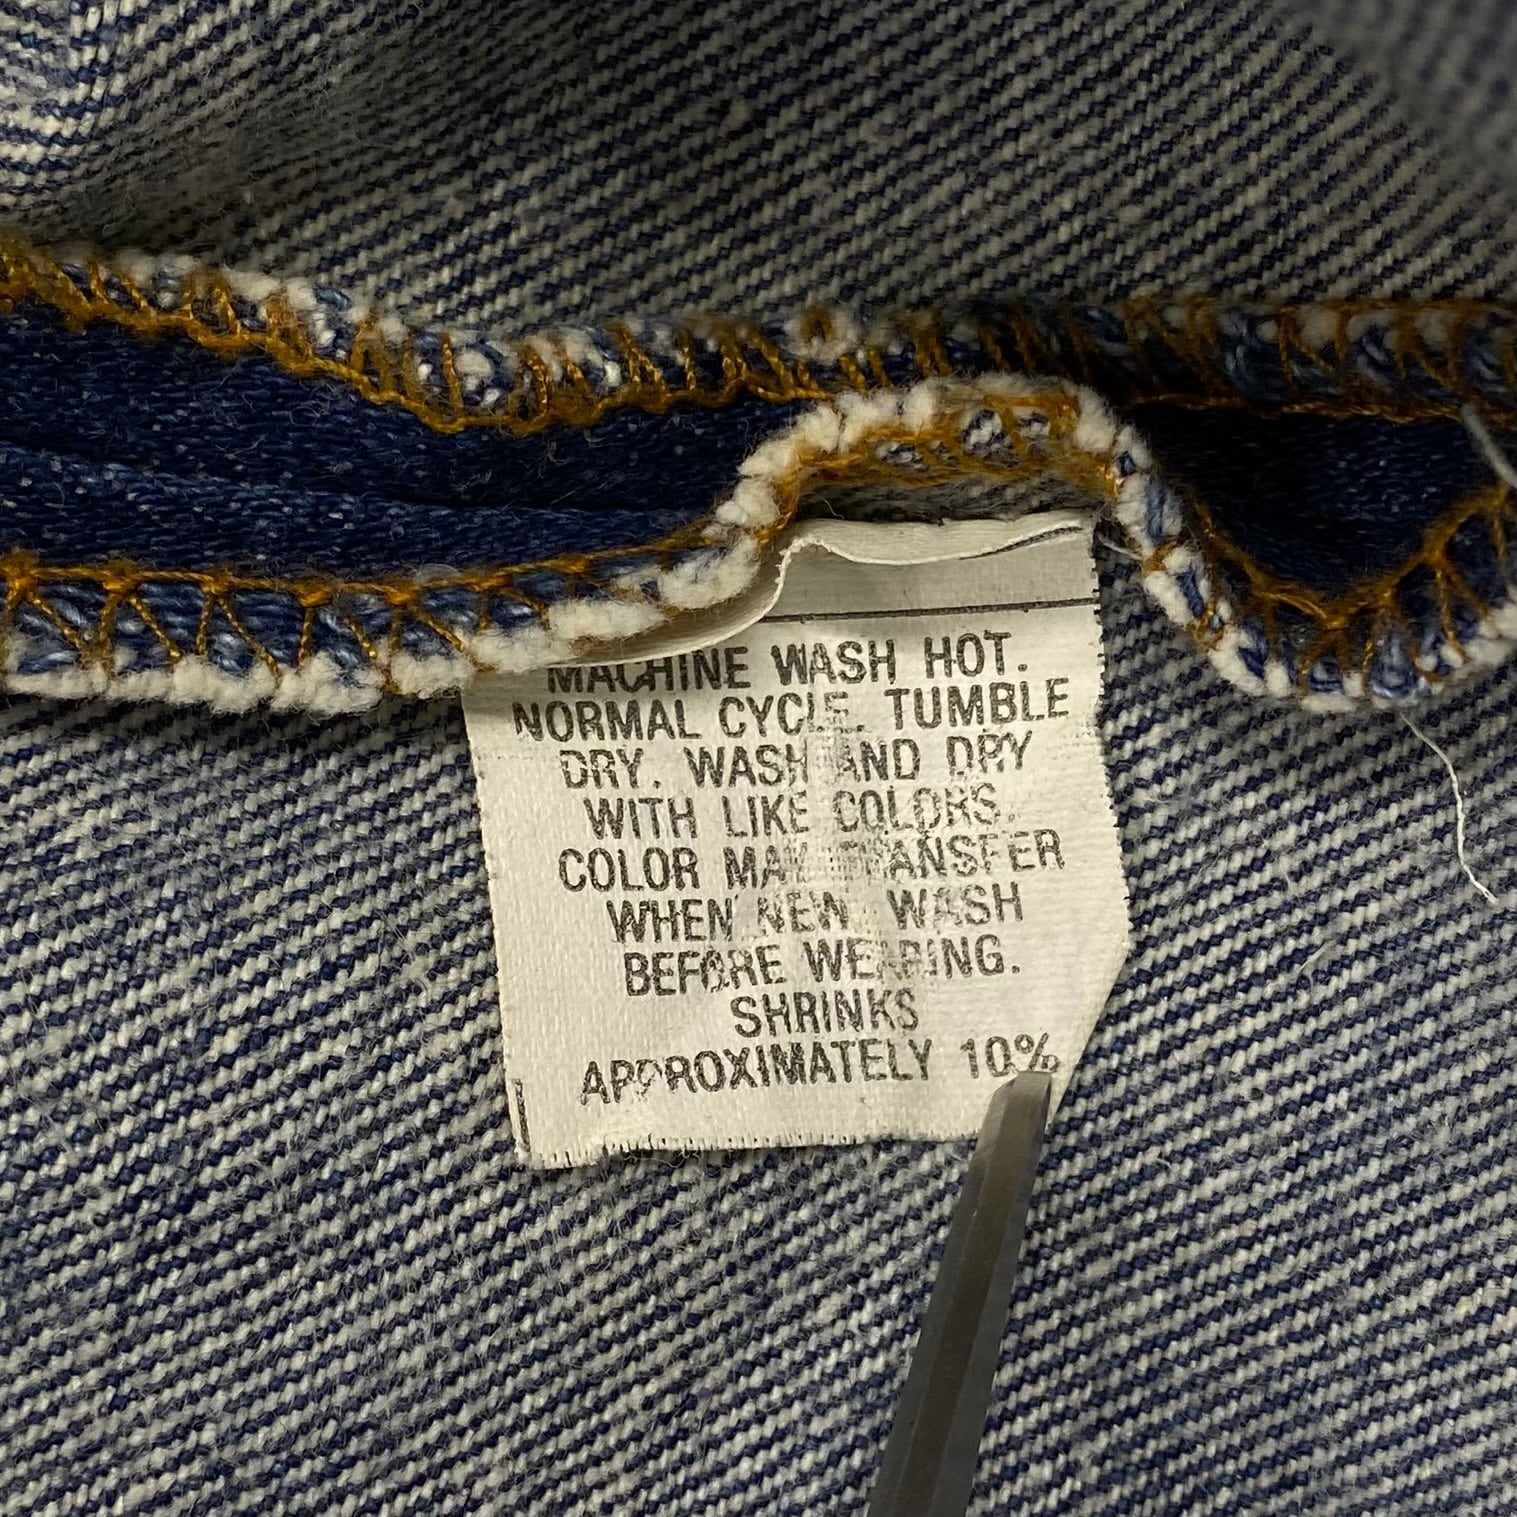 MACHINE WASH HOT.
NORMAL CYCLE. TUMBLE
DRY. WASH AND DRY
WITH LIKE COLORS.
COLOR MAY TRANSFER
WHEN NEW. WASH
BEFORE WEARING.
SHRINKS
APPROXIMATELY 10%